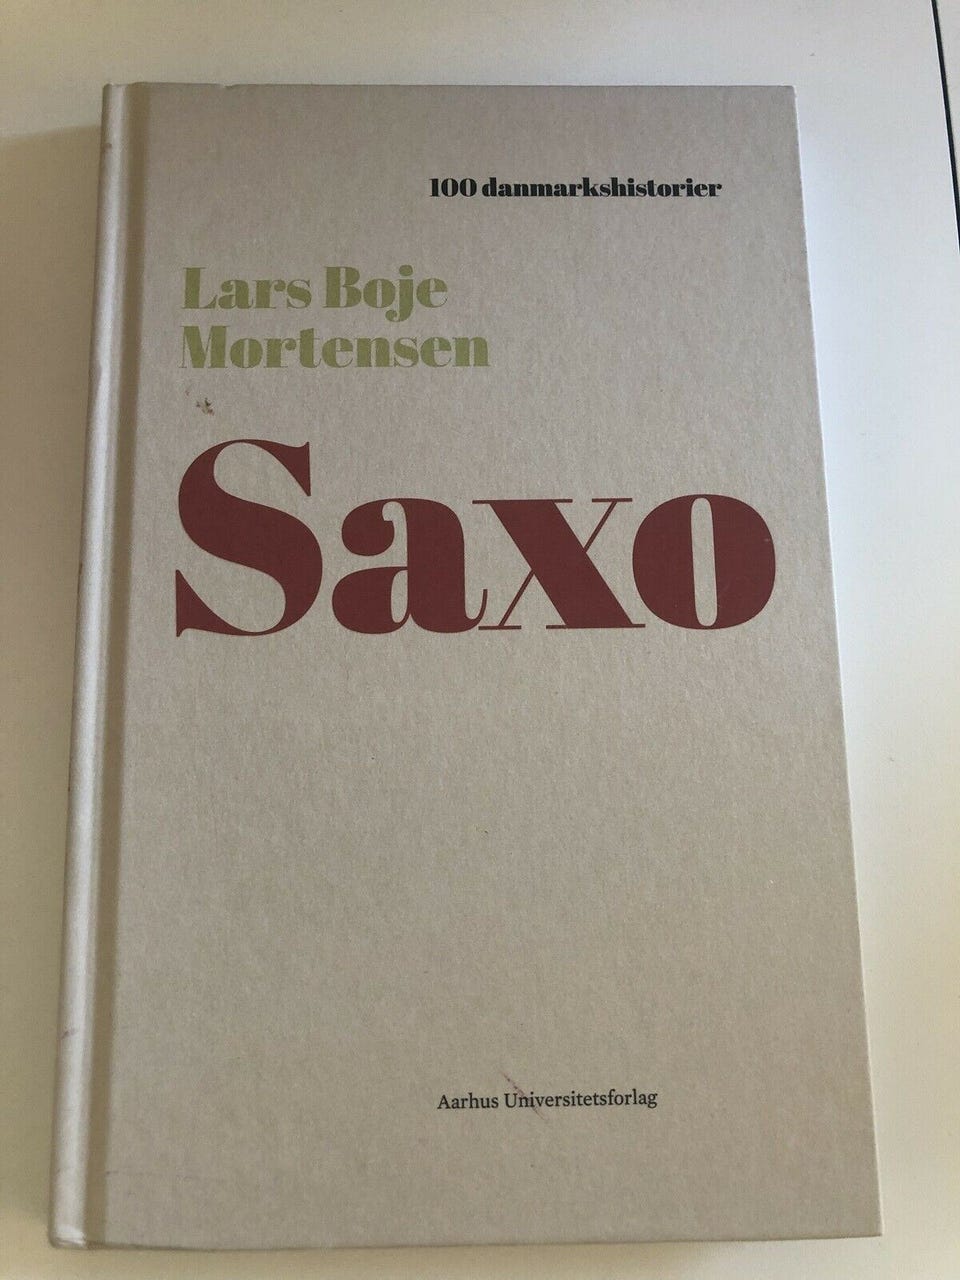 100 danmarkshistorier
Lars Boje
Mortensen
Saxo
Aarhus Universitetsforlag